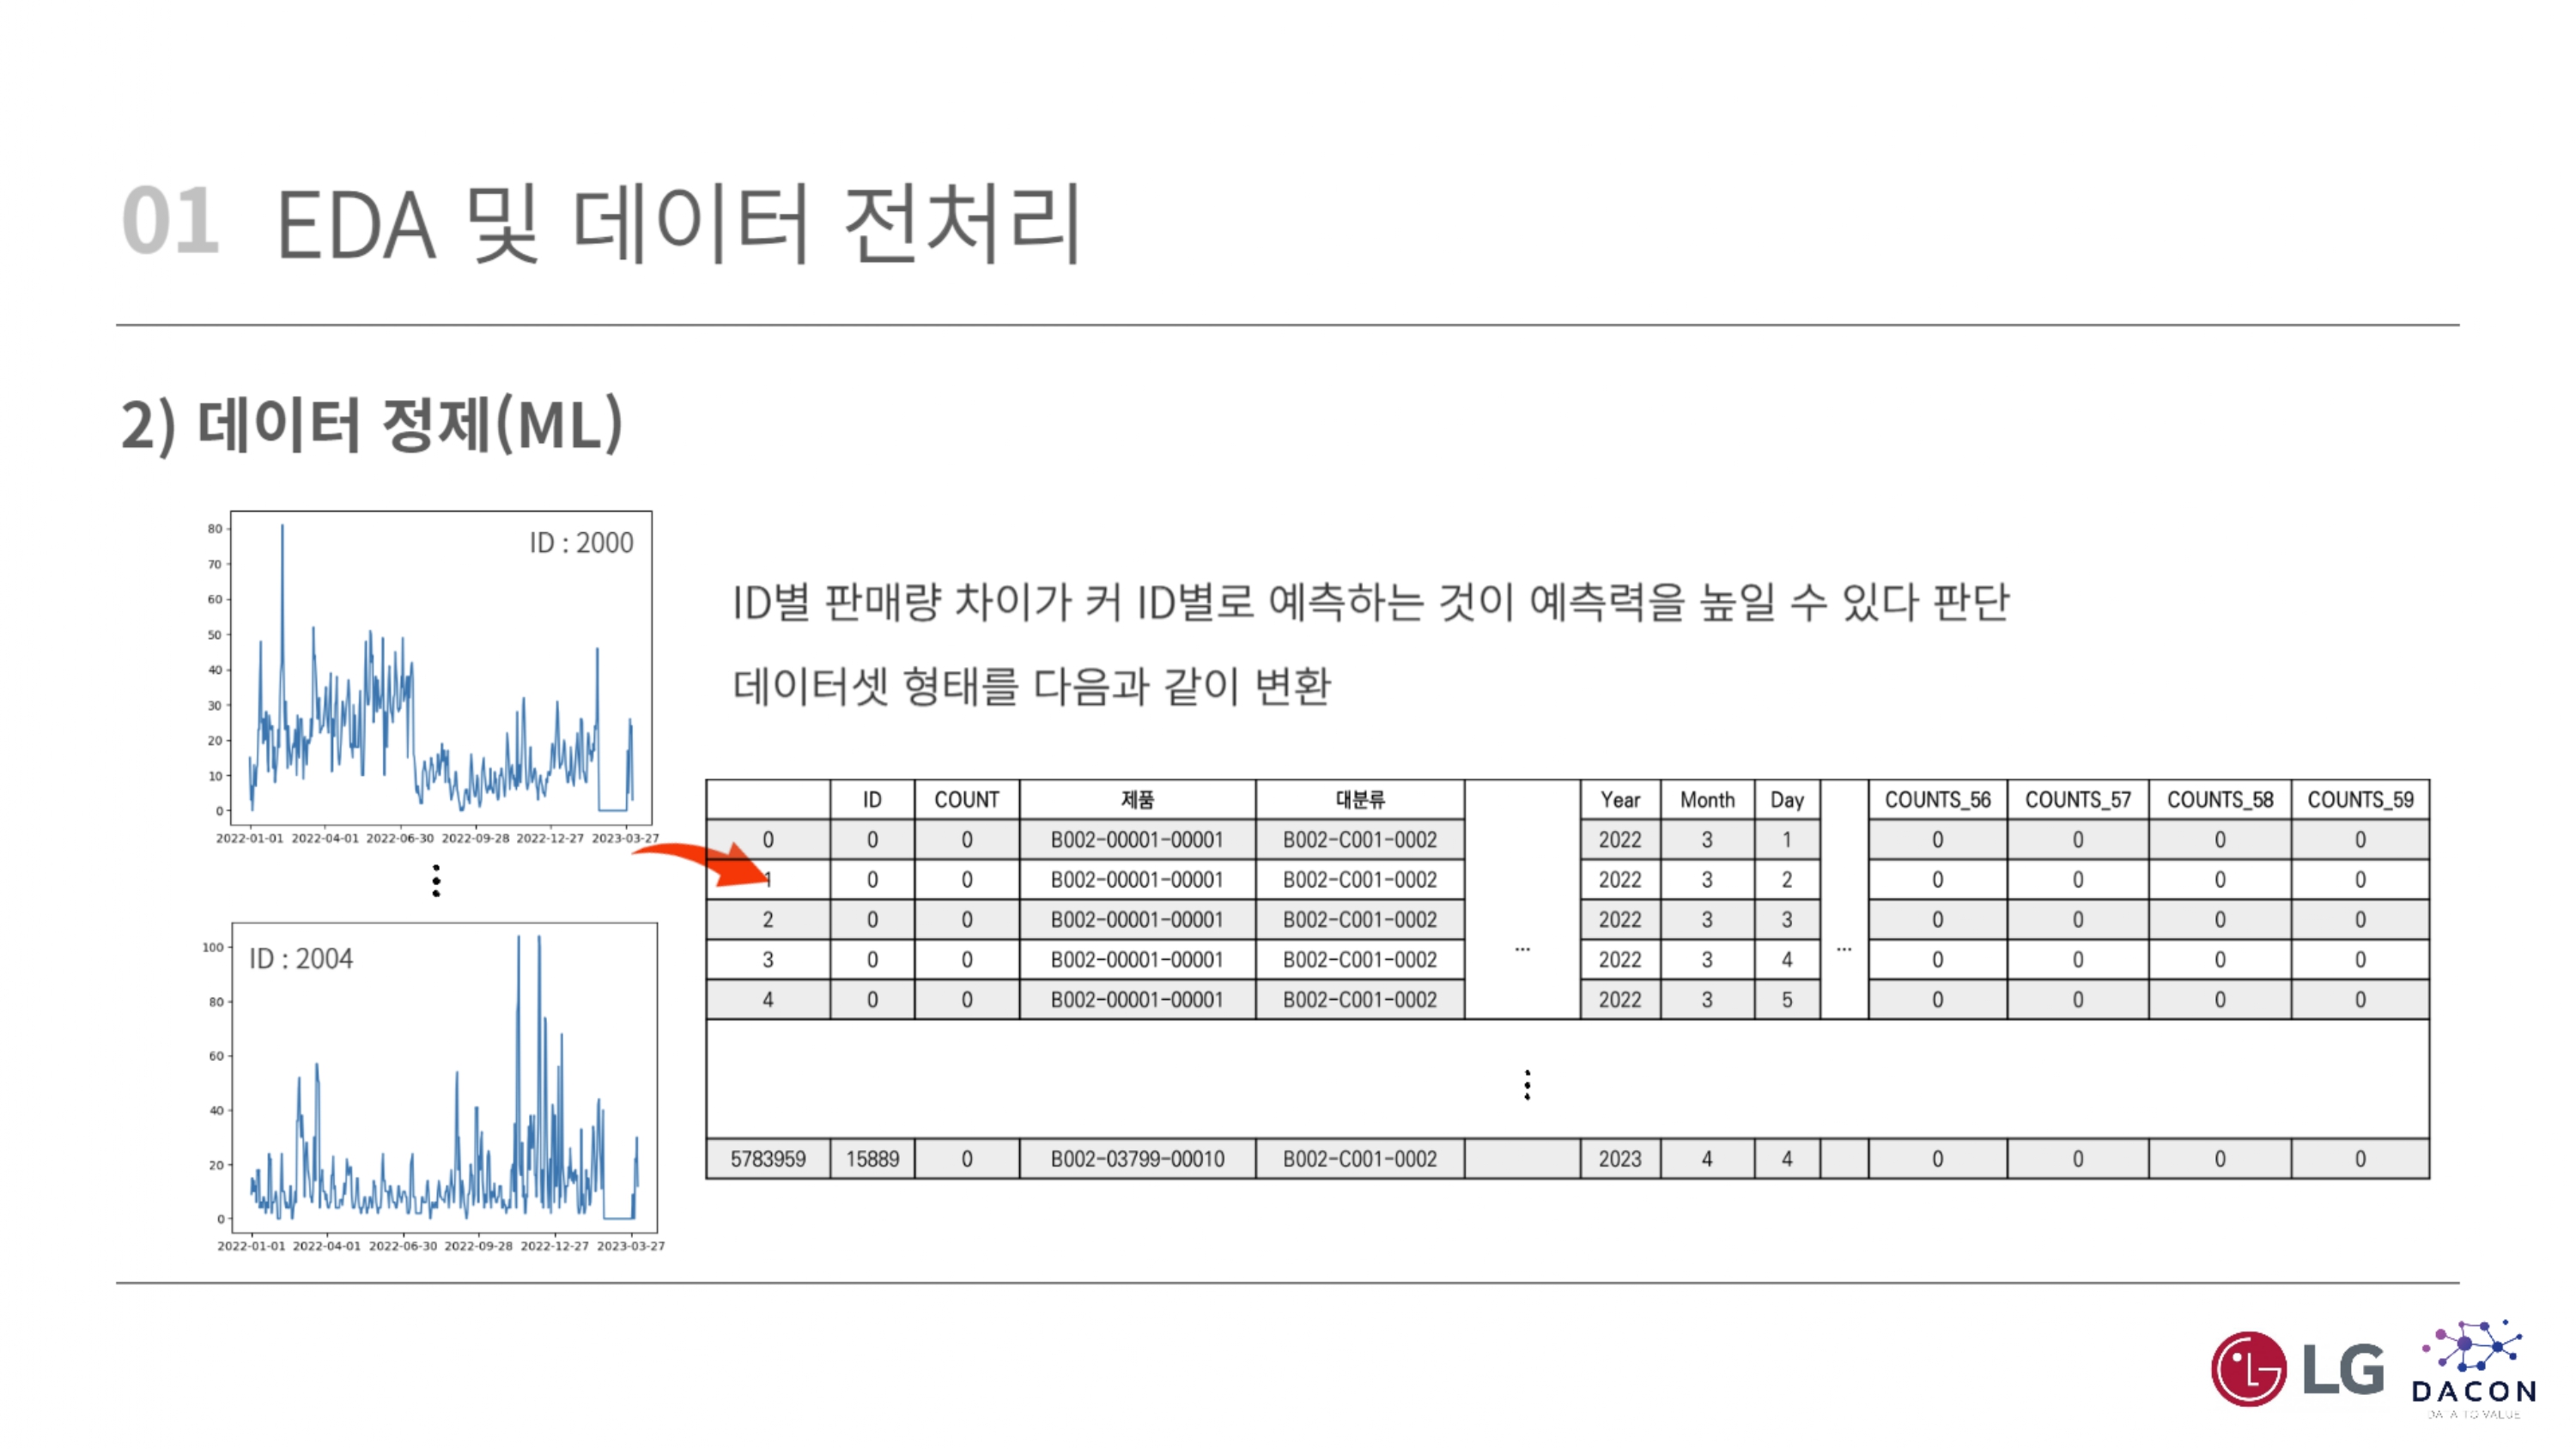 01 EDA 및 데이터 전처리
2) 데이터 정제(ML)
80
70
60
50
40
30
20
10
0
ID : 2000
2022-01-01 2022-04-01 2022-06-30 2022-09-28 2022-12-27 2023-03-27
100
80
60
40
20
0
ID : 2004
2022-01-01 2022-04-01 2022-06-30 2022-09-28 2022-12-27 2023-03-27
ID별 판매량 차이가 커 ID별로 예측하는 것이 예측력을 높일 수 있다 판단
데이터셋 형태를 다음과 같이 변환
ID COUNT 제품 대분류 Year Month Day COUNTS_56 COUNTS_57 COUNTS_58 COUNTS_59
0 0 0 B002-00001-00001 B002-C001-0002 2022 3 1 0 0 0 0
1 0 0 B002-00001-00001 B002-C001-0002 2022 3 2 0 0 0 0
2 0 0 B002-00001-00001 B002-C001-0002 2022 3 3 0 0 0 0
3 0 0 B002-00001-00001 B002-C001-0002 ... 2022 3 4 ... 0 0 0 0
4 0 0 B002-00001-00001 B002-C001-0002 2022 3 5 0 0 0 0
5783959 15889 0 B002-03799-00010 B002-C001-0002 2023 4 4 0 0 0 0
LG
DACON
DATA TO VALUE